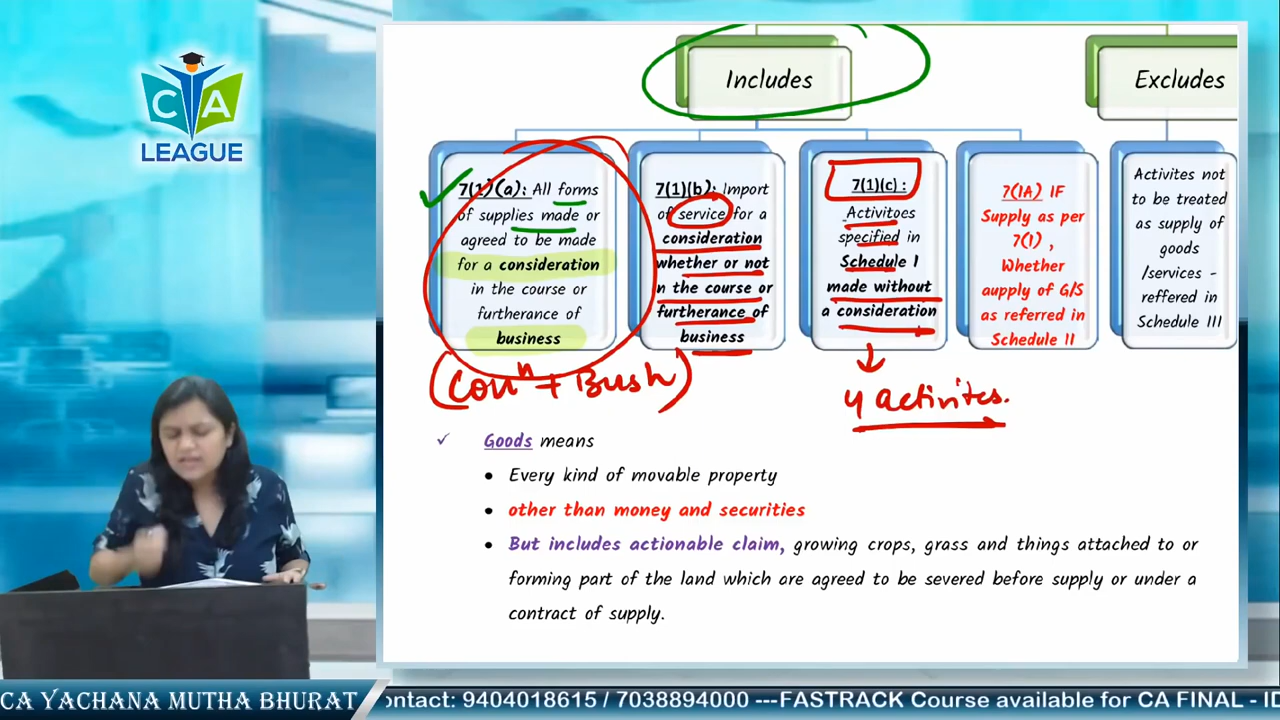 Includes
Excludes
CA
LEAGUE
7(1)(a): All forms
of supplies made or
agreed to be made
for a consideration
in the course or
furtherance of
business
7(1)(b): Import
of service for a
consideration
whether or not
n the course or
furtherance of
business
7(1)(c) :
Activitoes
specified in
Schedule 1
made without
a consideration
7(1A) IF
Supply as per
7(1) ,
Whether
aupply of G/S
as referred in
Schedule II
Activites not
to be treated
as supply of
goods
/services -
reffered in
Schedule III
(Conⁿ + Bush)
4 activites.
✓ Goods means
• Every kind of movable property
• other than money and securities
• But includes actionable claim, growing crops, grass and things attached to or
forming part of the land which are agreed to be severed before supply or under a
contract of supply.
CA YACHANA MUTHA BHURAT
ontact: 9404018615 / 7038894000 ---FASTRACK Course available for CA FINAL - ID